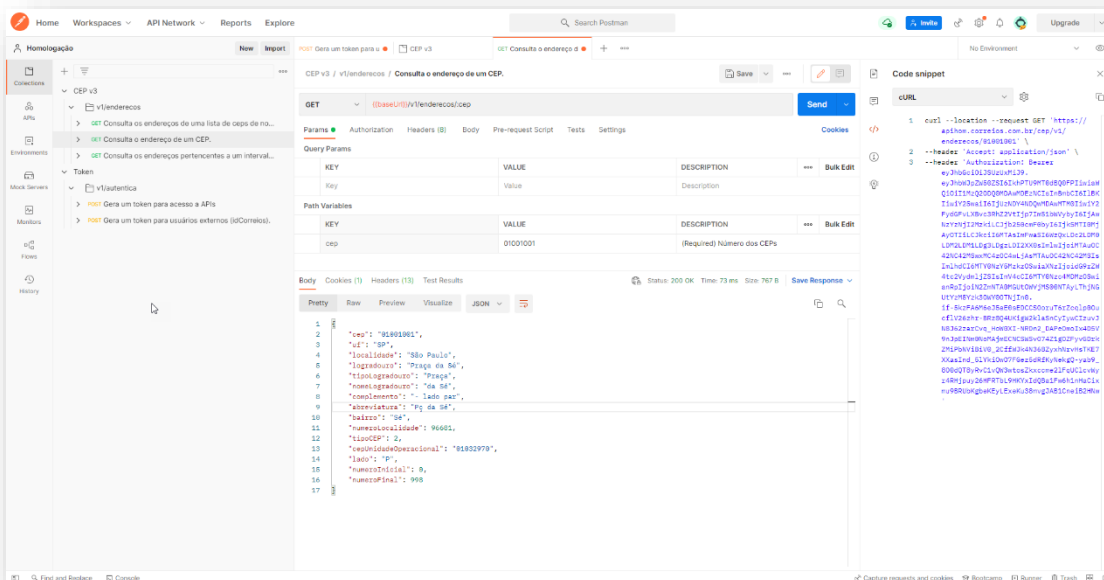 Home Workspaces API Network Reports Explore Search Postman Invite Upgrade
Homologação New Import POST Gera um token para u CEP v3 GET Consulta o endereço d + No Environment
Collections
APIs
Environments
Mock Servers
Monitors
Flows
History
CEP v3
v1/enderecos
GET Consulta os endereços de uma lista de ceps de no...
GET Consulta o endereço de um CEP.
GET Consulta os endereços pertencentes a um interval...
Token
v1/autentica
POST Gera um token para acesso a APIs
POST Gera um token para usuários externos (idCorreios).
CEP v3 / v1/enderecos / Consulta o endereço de um CEP. Save
GET {{baseUrl}}/v1/enderecos/:cep Send
Params Authorization Headers (8) Body Pre-request Script Tests Settings Cookies
Query Params
KEY VALUE DESCRIPTION Bulk Edit
Key Value Description
Path Variables
KEY VALUE DESCRIPTION Bulk Edit
cep 01001001 (Required) Número dos CEPs
Body Cookies (1) Headers (13) Test Results Status: 200 OK Time: 73 ms Size: 767 B Save Response
Pretty Raw Preview Visualize JSON
1 {
2 "cep": "01001001",
3 "uf": "SP",
4 "localidade": "São Paulo",
5 "logradouro": "Praça da Sé",
6 "tipoLogradouro": "Praça",
7 "nomeLogradouro": "da Sé",
8 "complemento": "- lado par",
9 "abreviatura": "Pç da Sé",
10 "bairro": "Sé",
11 "numeroLocalidade": 96681,
12 "tipoCEP": 2,
13 "cepUnidadeOperacional": "01032970",
14 "lado": "P",
15 "numeroInicial": 0,
16 "numeroFinal": 998
17 }
Code snippet
cURL
1 curl --location --request GET 'https://
apihom.correios.com.br/cep/v1/
enderecos/01001001' \
2 --header 'Accept: application/json' \
3 --header 'Authorization: Bearer
Find and Replace Console Capture requests and cookies Bootcamp Runner Trash